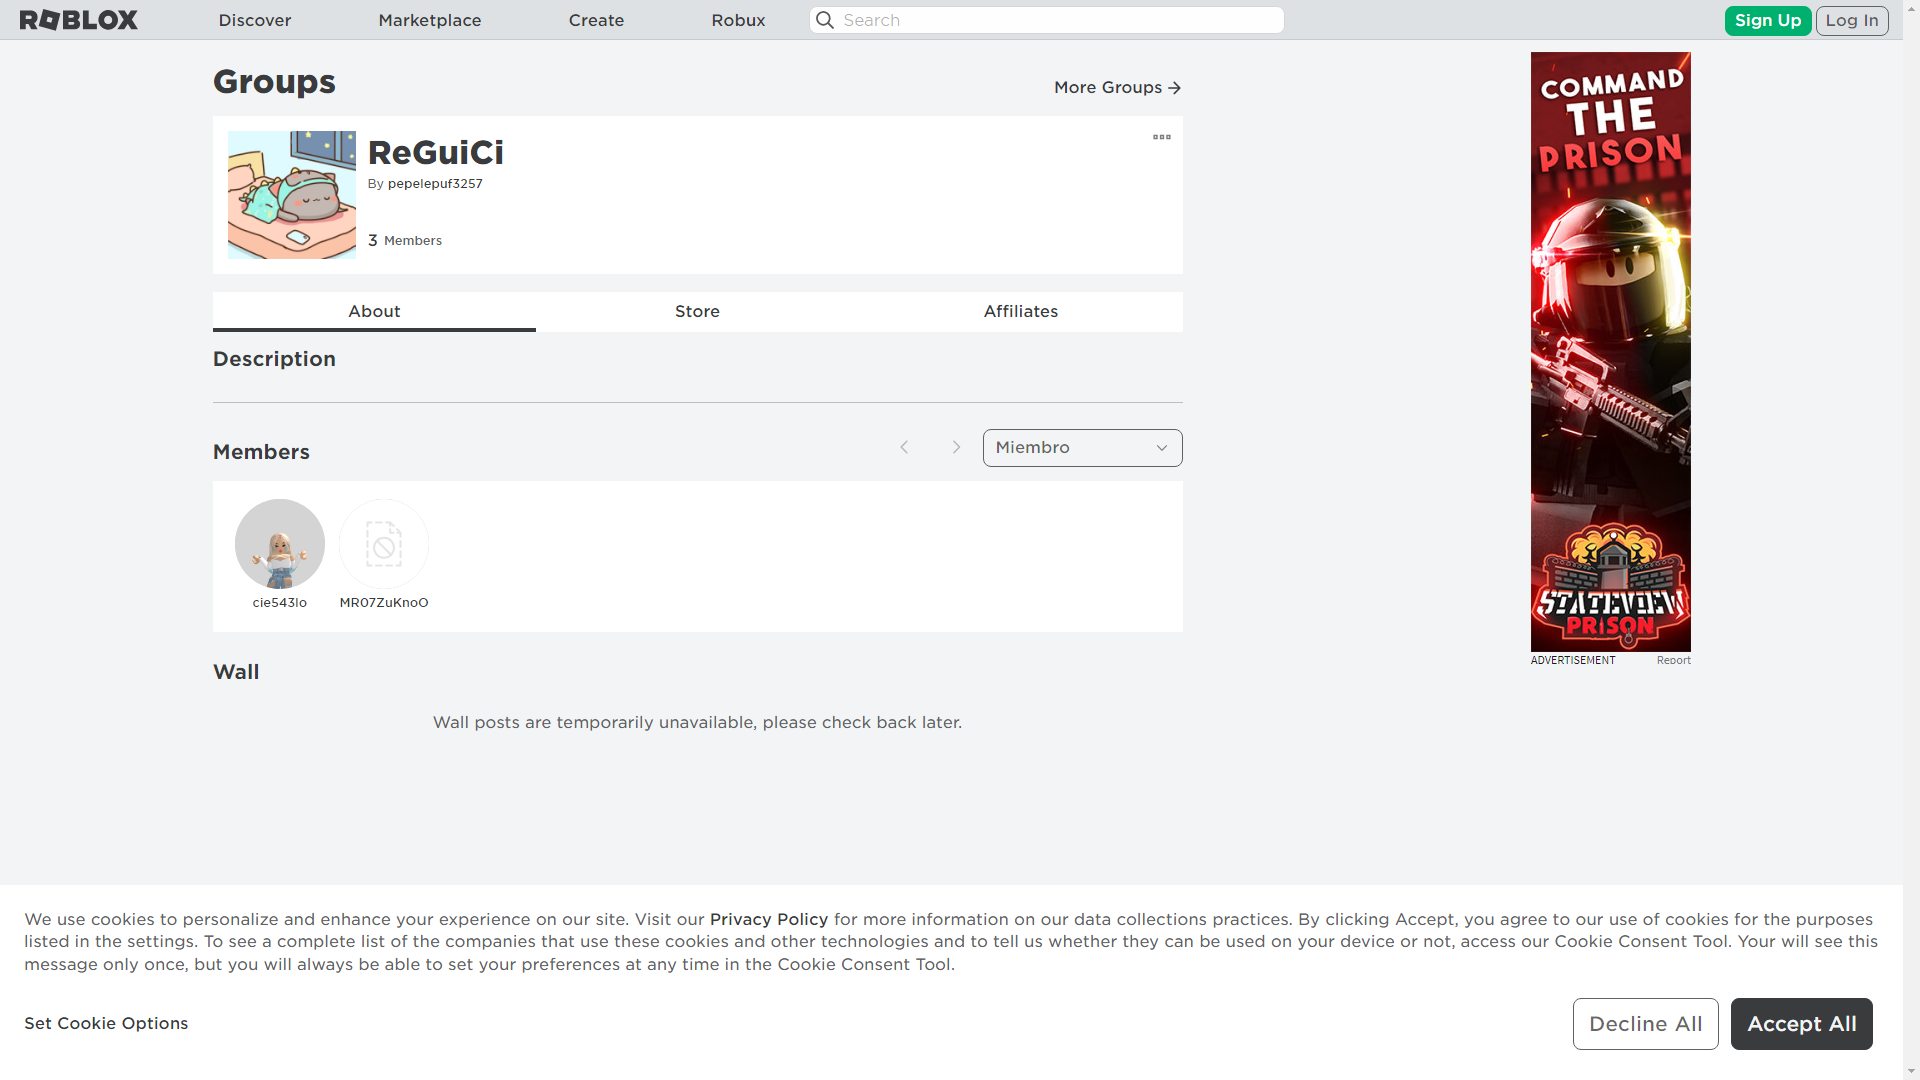 ROBLOX
Discover
Marketplace
Create
Robux
Search
Sign Up
Log In
Groups
More Groups
ReGuiCi
By pepelepuf3257
3 Members
About
Store
Affiliates
Description
Members
Miembro
cie543lo
MR07ZuKnoO
Wall
Wall posts are temporarily unavailable, please check back later.
COMMAND
THE
PRISON
STATEVIEW
PRISON
ADVERTISEMENT
Report
We use cookies to personalize and enhance your experience on our site. Visit our Privacy Policy for more information on our data collections practices. By clicking Accept, you agree to our use of cookies for the purposes
listed in the settings. To see a complete list of the companies that use these cookies and other technologies and to tell us whether they can be used on your device or not, access our Cookie Consent Tool. Your will see this
message only once, but you will always be able to set your preferences at any time in the Cookie Consent Tool.
Set Cookie Options
Decline All
Accept All